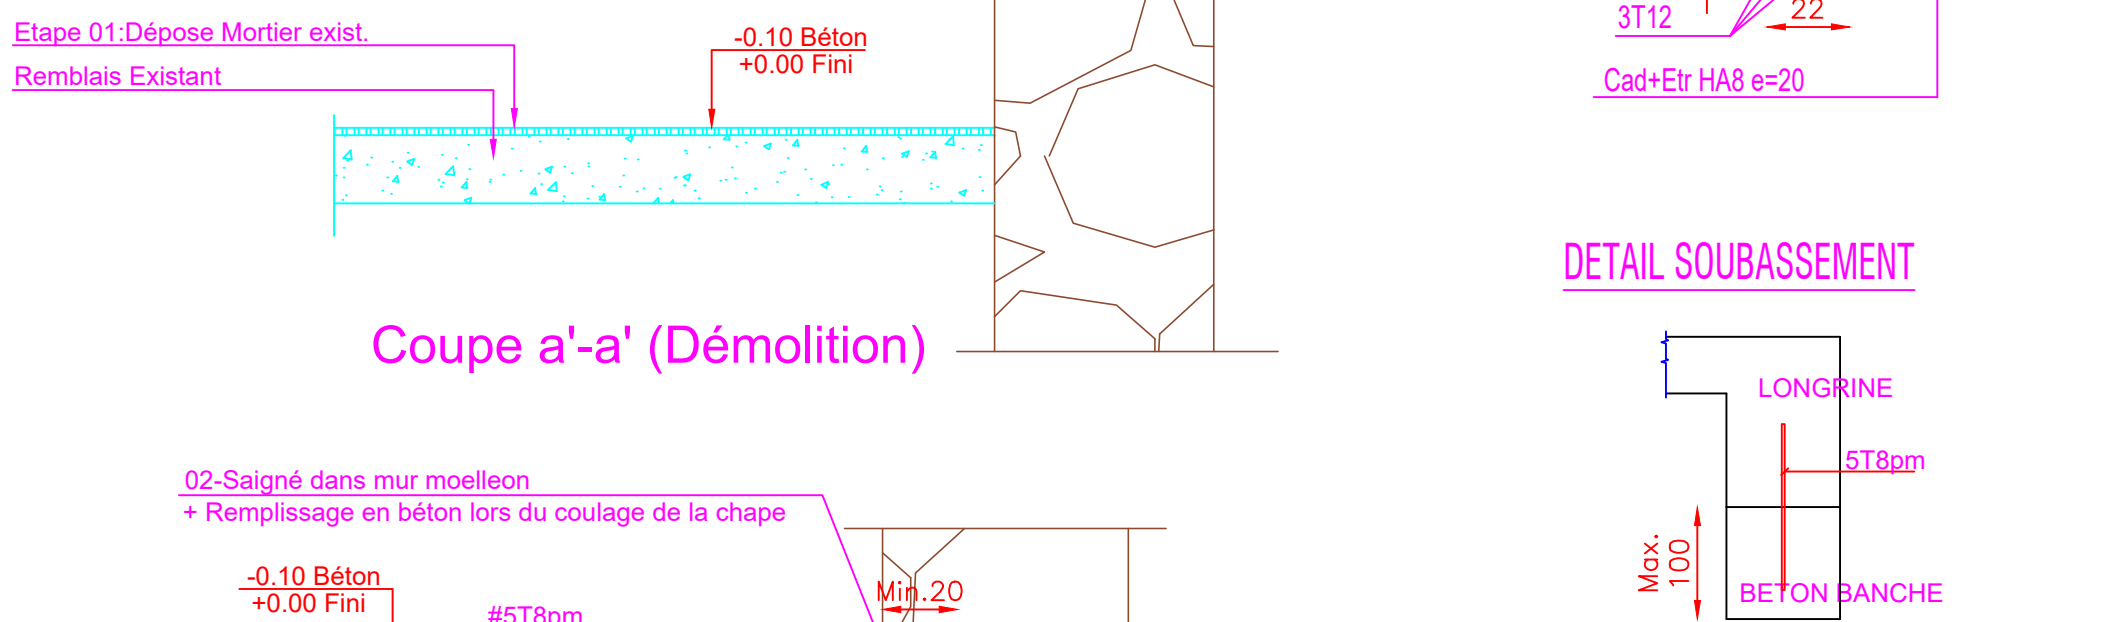 Etape 01:Dépose Mortier exist.
Remblais Existant
-0.10 Béton
+0.00 Fini
3T12
22
Cad+Etr HA8 e=20
Coupe a'-a' (Démolition)
DETAIL SOUBASSEMENT
LONGRINE
5T8pm
Max.
100
BETON BANCHE
02-Saigné dans mur moelleon
+ Remplissage en béton lors du coulage de la chape
-0.10 Béton
+0.00 Fini
#5T8pm
Min.20